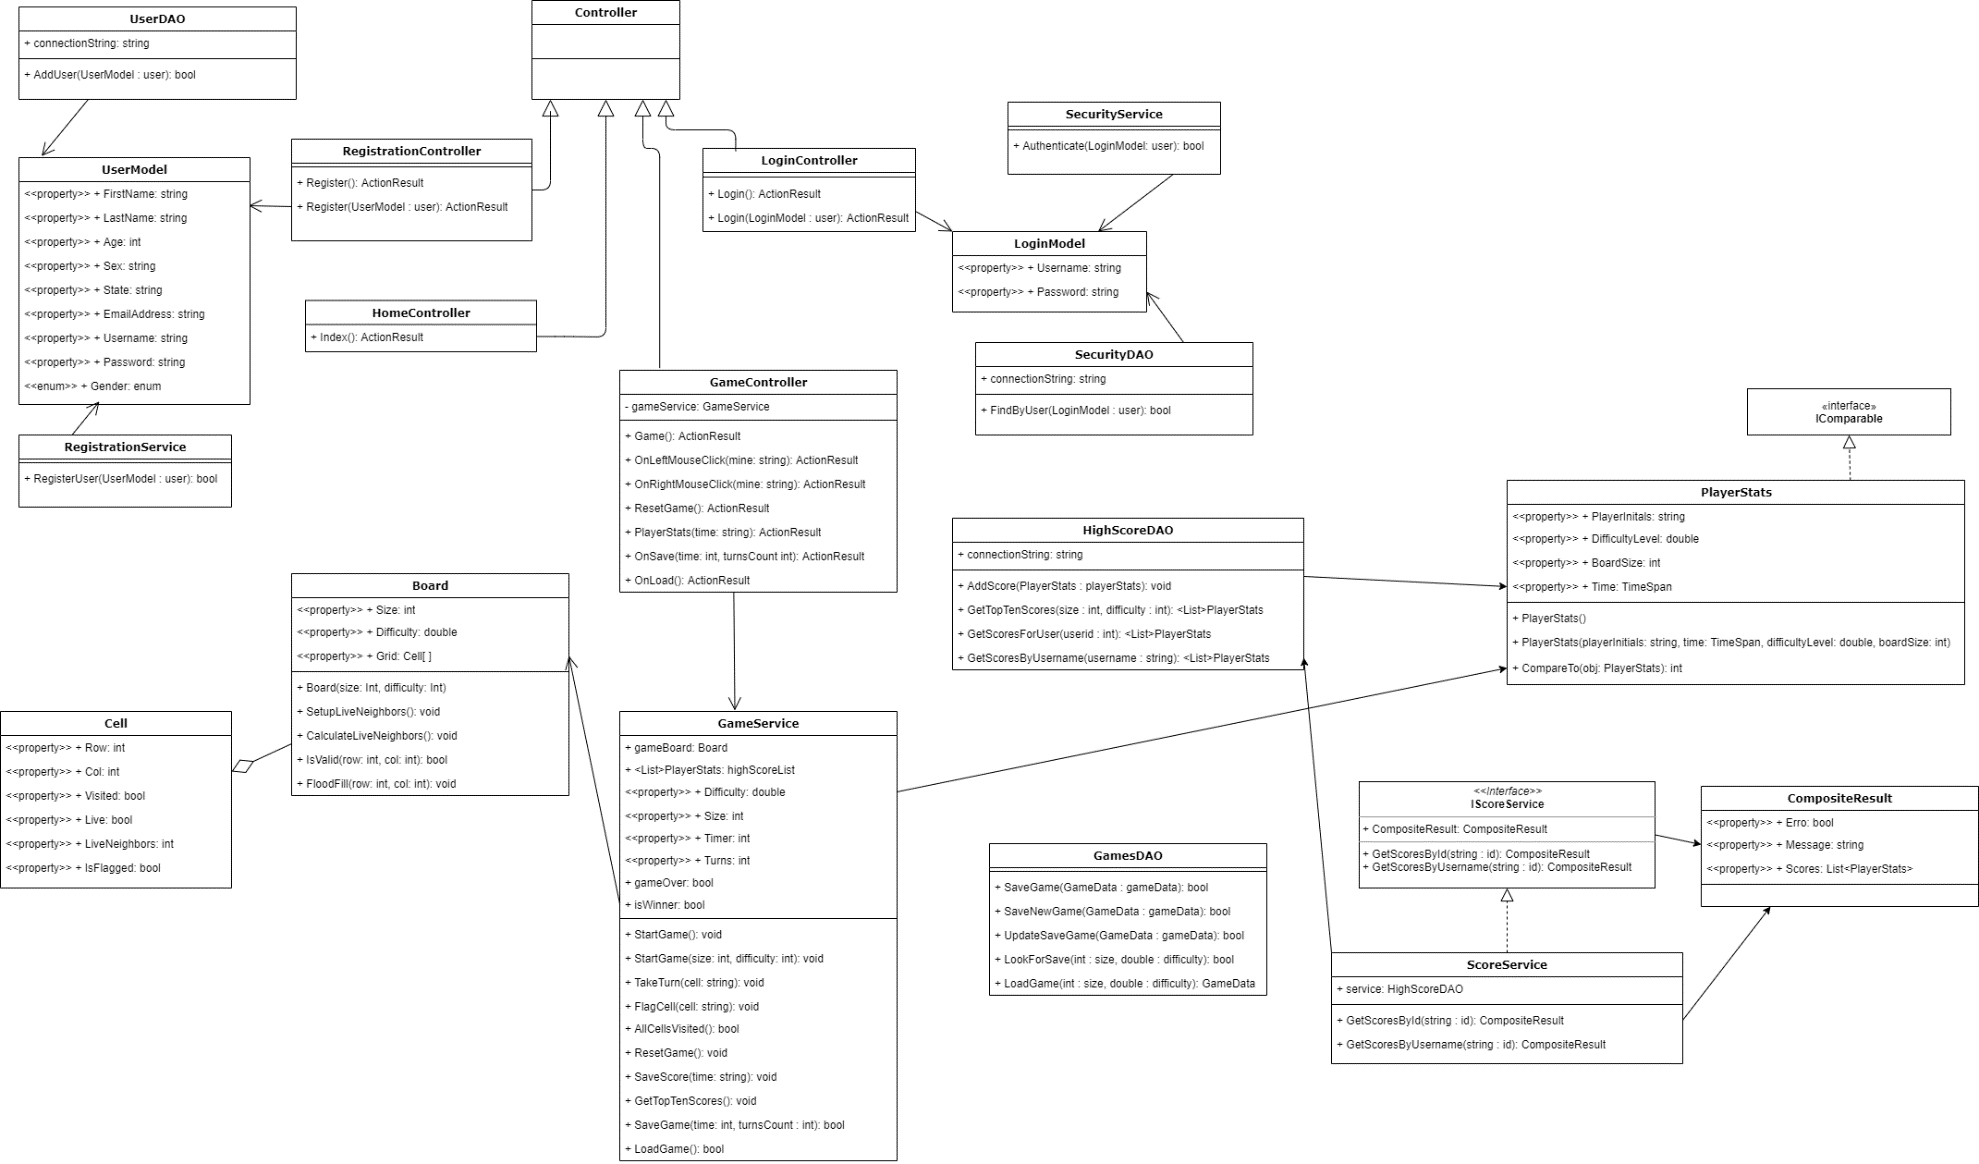 UserDAO
+ connectionString: string
+ AddUser(UserModel : user): bool
Controller
UserModel
<<property>> + FirstName: string
<<property>> + LastName: string
<<property>> + Age: int
<<property>> + Sex: string
<<property>> + State: string
<<property>> + EmailAddress: string
<<property>> + Username: string
<<property>> + Password: string
<<enum>> + Gender: enum
RegistrationController
+ Register(): ActionResult
+ Register(UserModel : user): ActionResult
LoginController
+ Login(): ActionResult
+ Login(LoginModel : user): ActionResult
SecurityService
+ Authenticate(LoginModel: user): bool
LoginModel
<<property>> + Username: string
<<property>> + Password: string
HomeController
+ Index(): ActionResult
SecurityDAO
+ connectionString: string
+ FindByUser(LoginModel : user): bool
RegistrationService
+ RegisterUser(UserModel : user): bool
GameController
- gameService: GameService
+ Game(): ActionResult
+ OnLeftMouseClick(mine: string): ActionResult
+ OnRightMouseClick(mine: string): ActionResult
+ ResetGame(): ActionResult
+ PlayerStats(time: string): ActionResult
+ OnSave(time: int, turnsCount int): ActionResult
+ OnLoad(): ActionResult
«interface»
IComparable
PlayerStats
<<property>> + PlayerInitals: string
<<property>> + DifficultyLevel: double
<<property>> + BoardSize: int
<<property>> + Time: TimeSpan
+ PlayerStats()
+ PlayerStats(playerInitials: string, time: TimeSpan, difficultyLevel: double, boardSize: int)
+ CompareTo(obj: PlayerStats): int
HighScoreDAO
+ connectionString: string
+ AddScore(PlayerStats : playerStats): void
+ GetTopTenScores(size : int, difficulty : int): <List>PlayerStats
+ GetScoresForUser(userid : int): <List>PlayerStats
+ GetScoresByUsername(username : string): <List>PlayerStats
Board
<<property>> + Size: int
<<property>> + Difficulty: double
<<property>> + Grid: Cell[ ]
+ Board(size: Int, difficulty: Int)
+ SetupLiveNeighbors(): void
+ CalculateLiveNeighbors(): void
+ IsValid(row: int, col: int): bool
+ FloodFill(row: int, col: int): void
Cell
<<property>> + Row: int
<<property>> + Col: int
<<property>> + Visited: bool
<<property>> + Live: bool
<<property>> + LiveNeighbors: int
<<property>> + IsFlagged: bool
GameService
+ gameBoard: Board
+ <List>PlayerStats: highScoreList
<<property>> + Difficulty: double
<<property>> + Size: int
<<property>> + Timer: int
<<property>> + Turns: int
+ gameOver: bool
+ isWinner: bool
+ StartGame(): void
+ StartGame(size: int, difficulty: int): void
+ TakeTurn(cell: string): void
+ FlagCell(cell: string): void
+ AllCellsVisited(): bool
+ ResetGame(): void
+ SaveScore(time: string): void
+ GetTopTenScores(): void
+ SaveGame(time: int, turnsCount : int): bool
+ LoadGame(): bool
GamesDAO
+ SaveGame(GameData : gameData): bool
+ SaveNewGame(GameData : gameData): bool
+ UpdateSaveGame(GameData : gameData): bool
+ LookForSave(int : size, double : difficulty): bool
+ LoadGame(int : size, double : difficulty): GameData
<<Interface>>
IScoreService
+ CompositeResult: CompositeResult
+ GetScoresById(string : id): CompositeResult
+ GetScoresByUsername(string : id): CompositeResult
CompositeResult
<<property>> + Erro: bool
<<property>> + Message: string
<<property>> + Scores: List<PlayerStats>
ScoreService
+ service: HighScoreDAO
+ GetScoresById(string : id): CompositeResult
+ GetScoresByUsername(string : id): CompositeResult